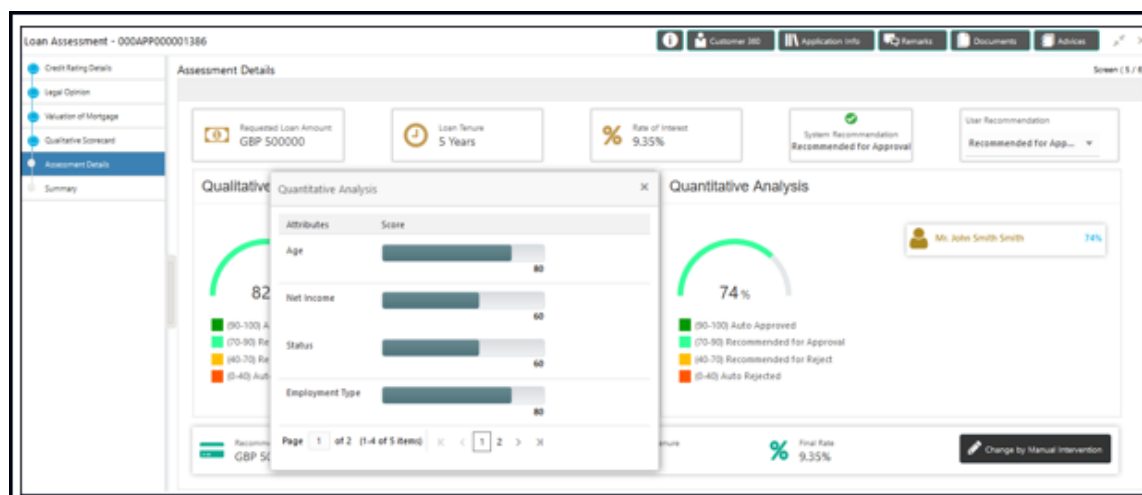 Loan Assessment - 000APP000001386
Customer 360
Application Info
Remarks
Documents
Advices
Credit Rating Details
Legal Opinion
Valuation of Mortgage
Qualitative Scorecard
Assessment Details
Summary
Assessment Details
Screen ( 5 / 6
Requested Loan Amount
GBP 500000
Loan Tenure
5 Years
Rate of Interest
9.35%
System Recommendation
Recommended for Approval
User Recommendation
Recommended for App...
Qualitative
82
(90-100) A
(70-90) Re
(40-70) Re
(0-40) Aut
Quantitative Analysis
Attributes Score
Age
80
Net Income
60
Status
60
Employment Type
80
Page 1 of 2 (1-4 of 5 items) 1 2
Quantitative Analysis
Mr. John Smith Smith 74%
74 %
(90-100) Auto Approved
(70-90) Recommended for Approval
(40-70) Recommended for Reject
(0-40) Auto Rejected
Recomm
GBP 50
enure
Final Rate
9.35%
Change by Manual Intervention